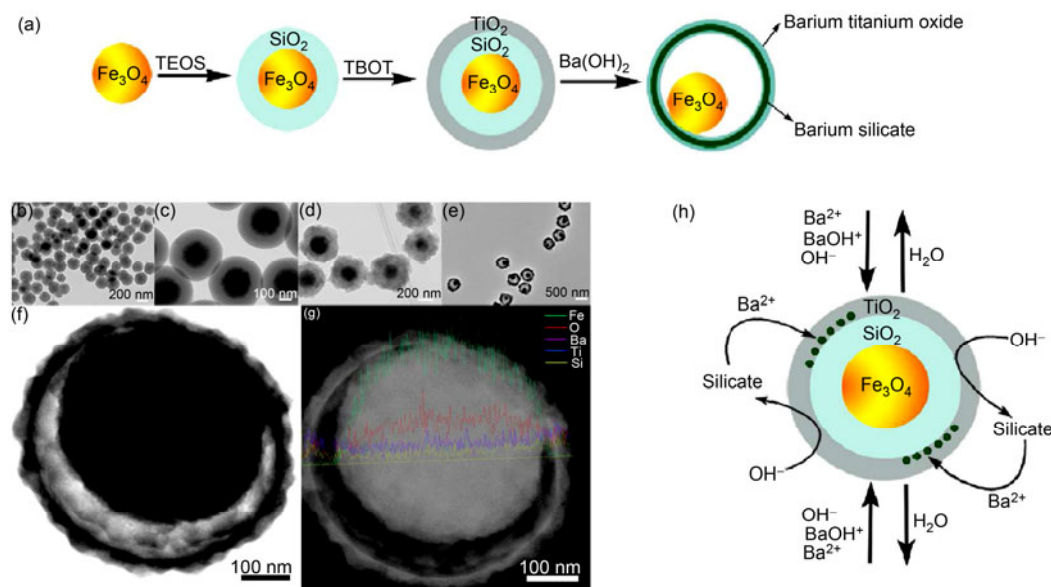 (a)
Fe₃O₄
TEOS
SiO₂
Fe₃O₄
TBOT
TiO₂
SiO₂
Fe₃O₄
Ba(OH)₂
Fe₃O₄
Barium titanium oxide
Barium silicate
(b)
200 nm
(c)
100 nm
(d)
200 nm
(e)
500 nm
(f)
100 nm
(g)
Fe
O
Ba
Ti
Si
100 nm
(h)
Ba²⁺
BaOH⁺
OH⁻
H₂O
Ba²⁺
TiO₂
SiO₂
Fe₃O₄
OH⁻
Silicate
Silicate
OH⁻
Ba²⁺
OH⁻
BaOH⁺
Ba²⁺
H₂O